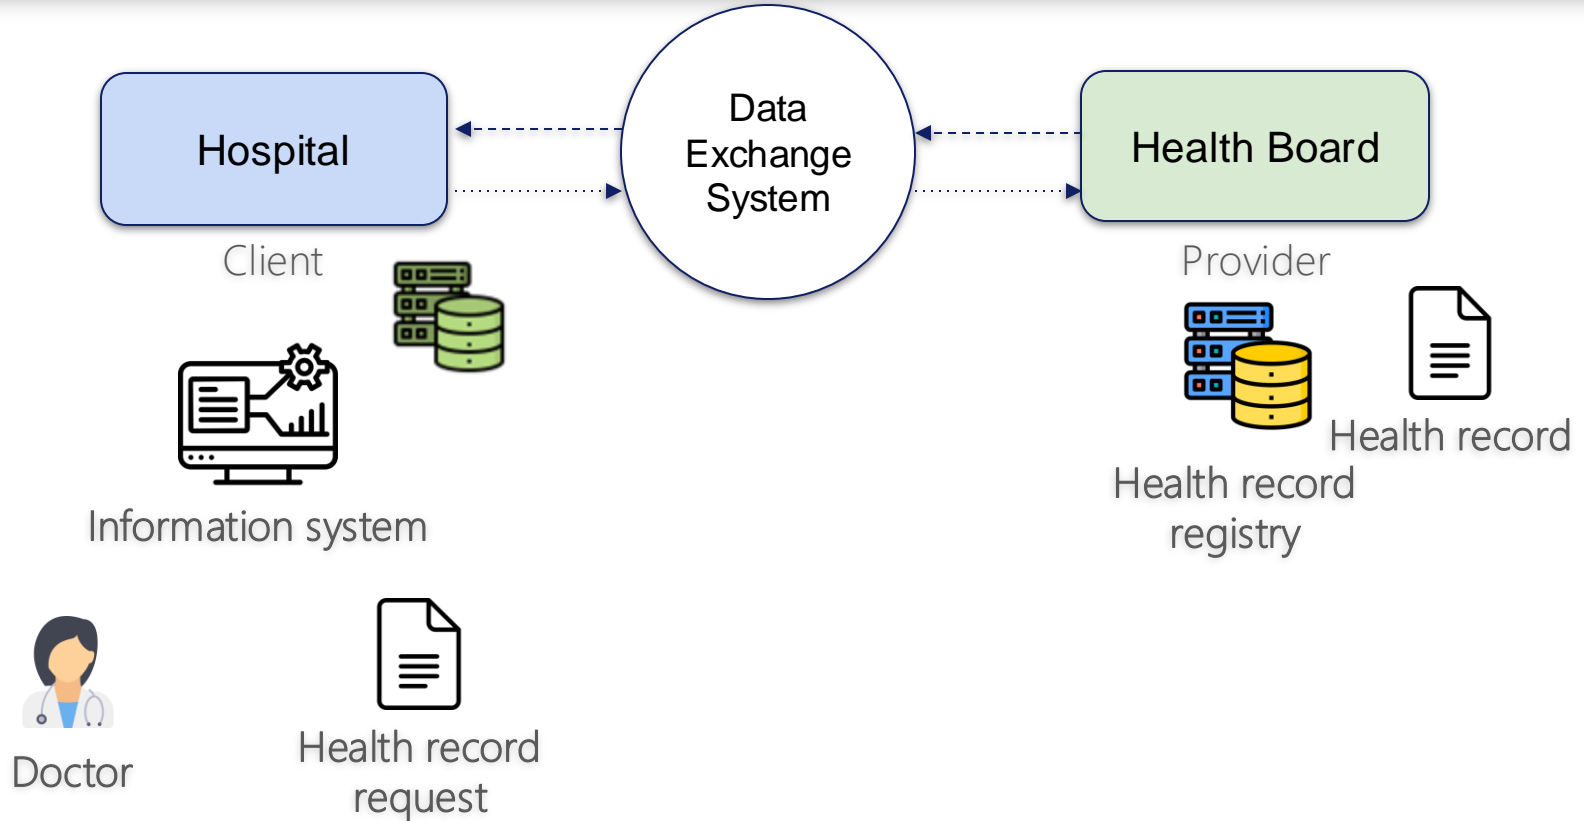 Hospital
Data
Exchange
System
Health Board
Client
Provider
Information system
Health record
registry
Health record
Doctor
Health record
request